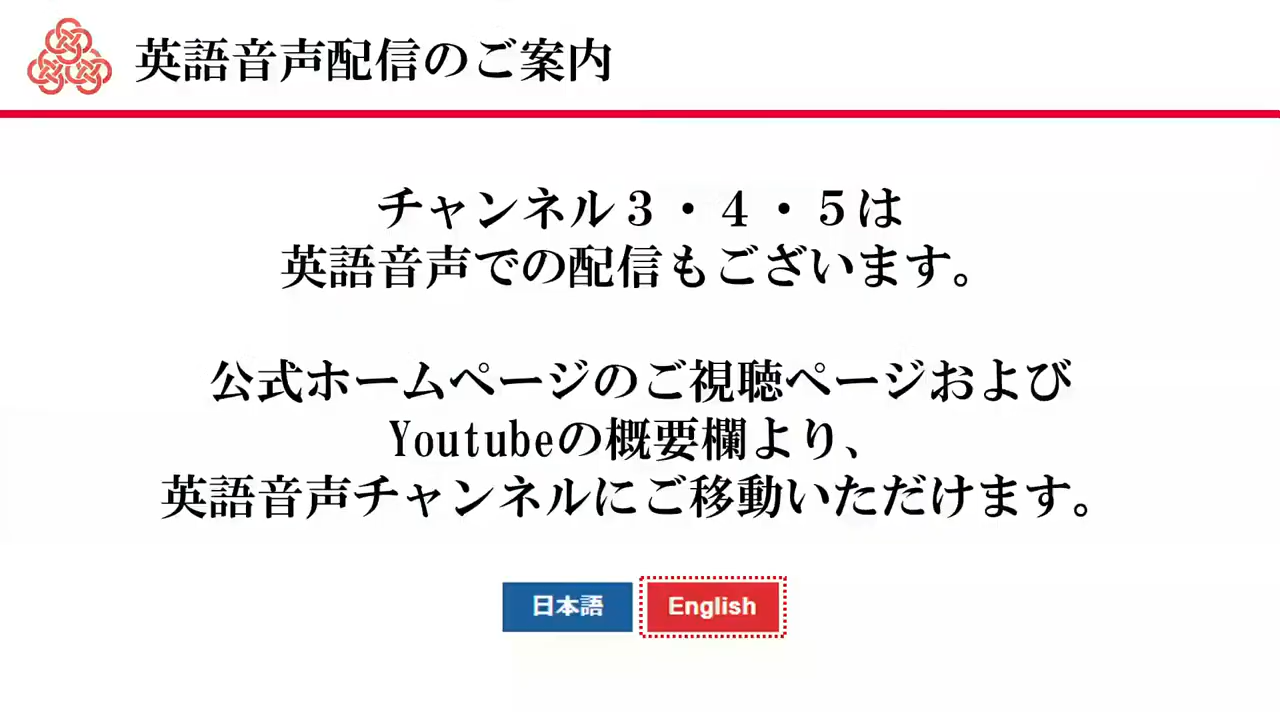 英語音声配信のご案内
チャンネル３・４・５は
英語音声での配信もございます。
公式ホームページのご視聴ページおよび
Youtubeの概要欄より、
英語音声チャンネルにご移動いただけます。
日本語 English